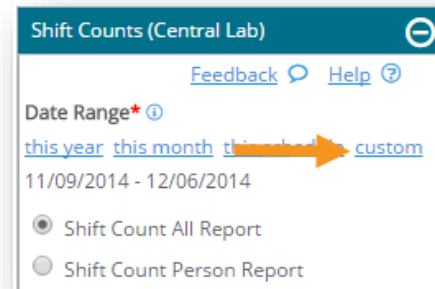 Shift Counts (Central Lab)
Feedback Help
Date Range*
this year this month custom
11/09/2014 - 12/06/2014
Shift Count All Report
Shift Count Person Report